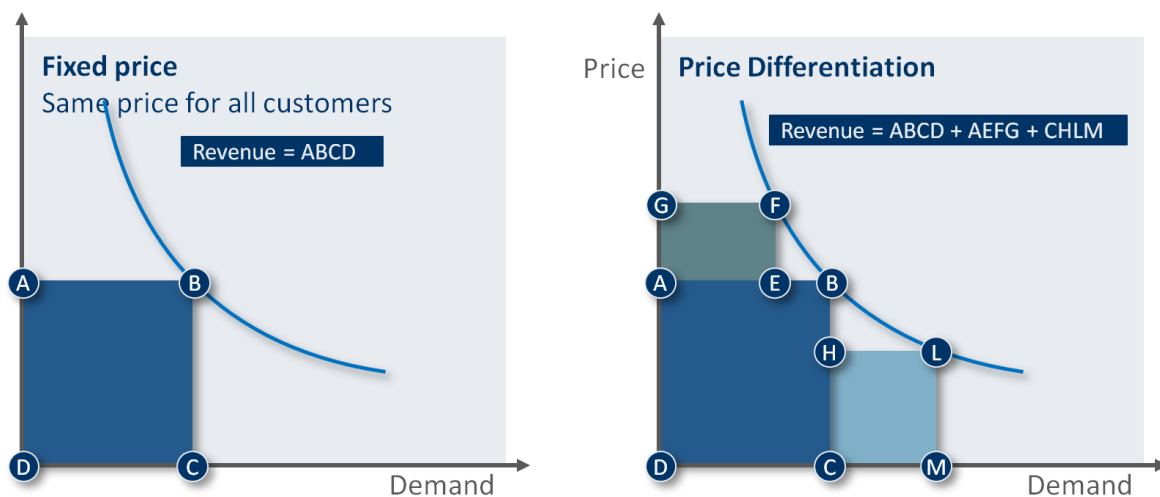 Fixed price
Same price for all customers
Revenue = ABCD
A
B
D
C
Demand
Price
Price Differentiation
Revenue = ABCD + AEFG + CHLM
G
F
A
E
B
H
L
D
C
M
Demand